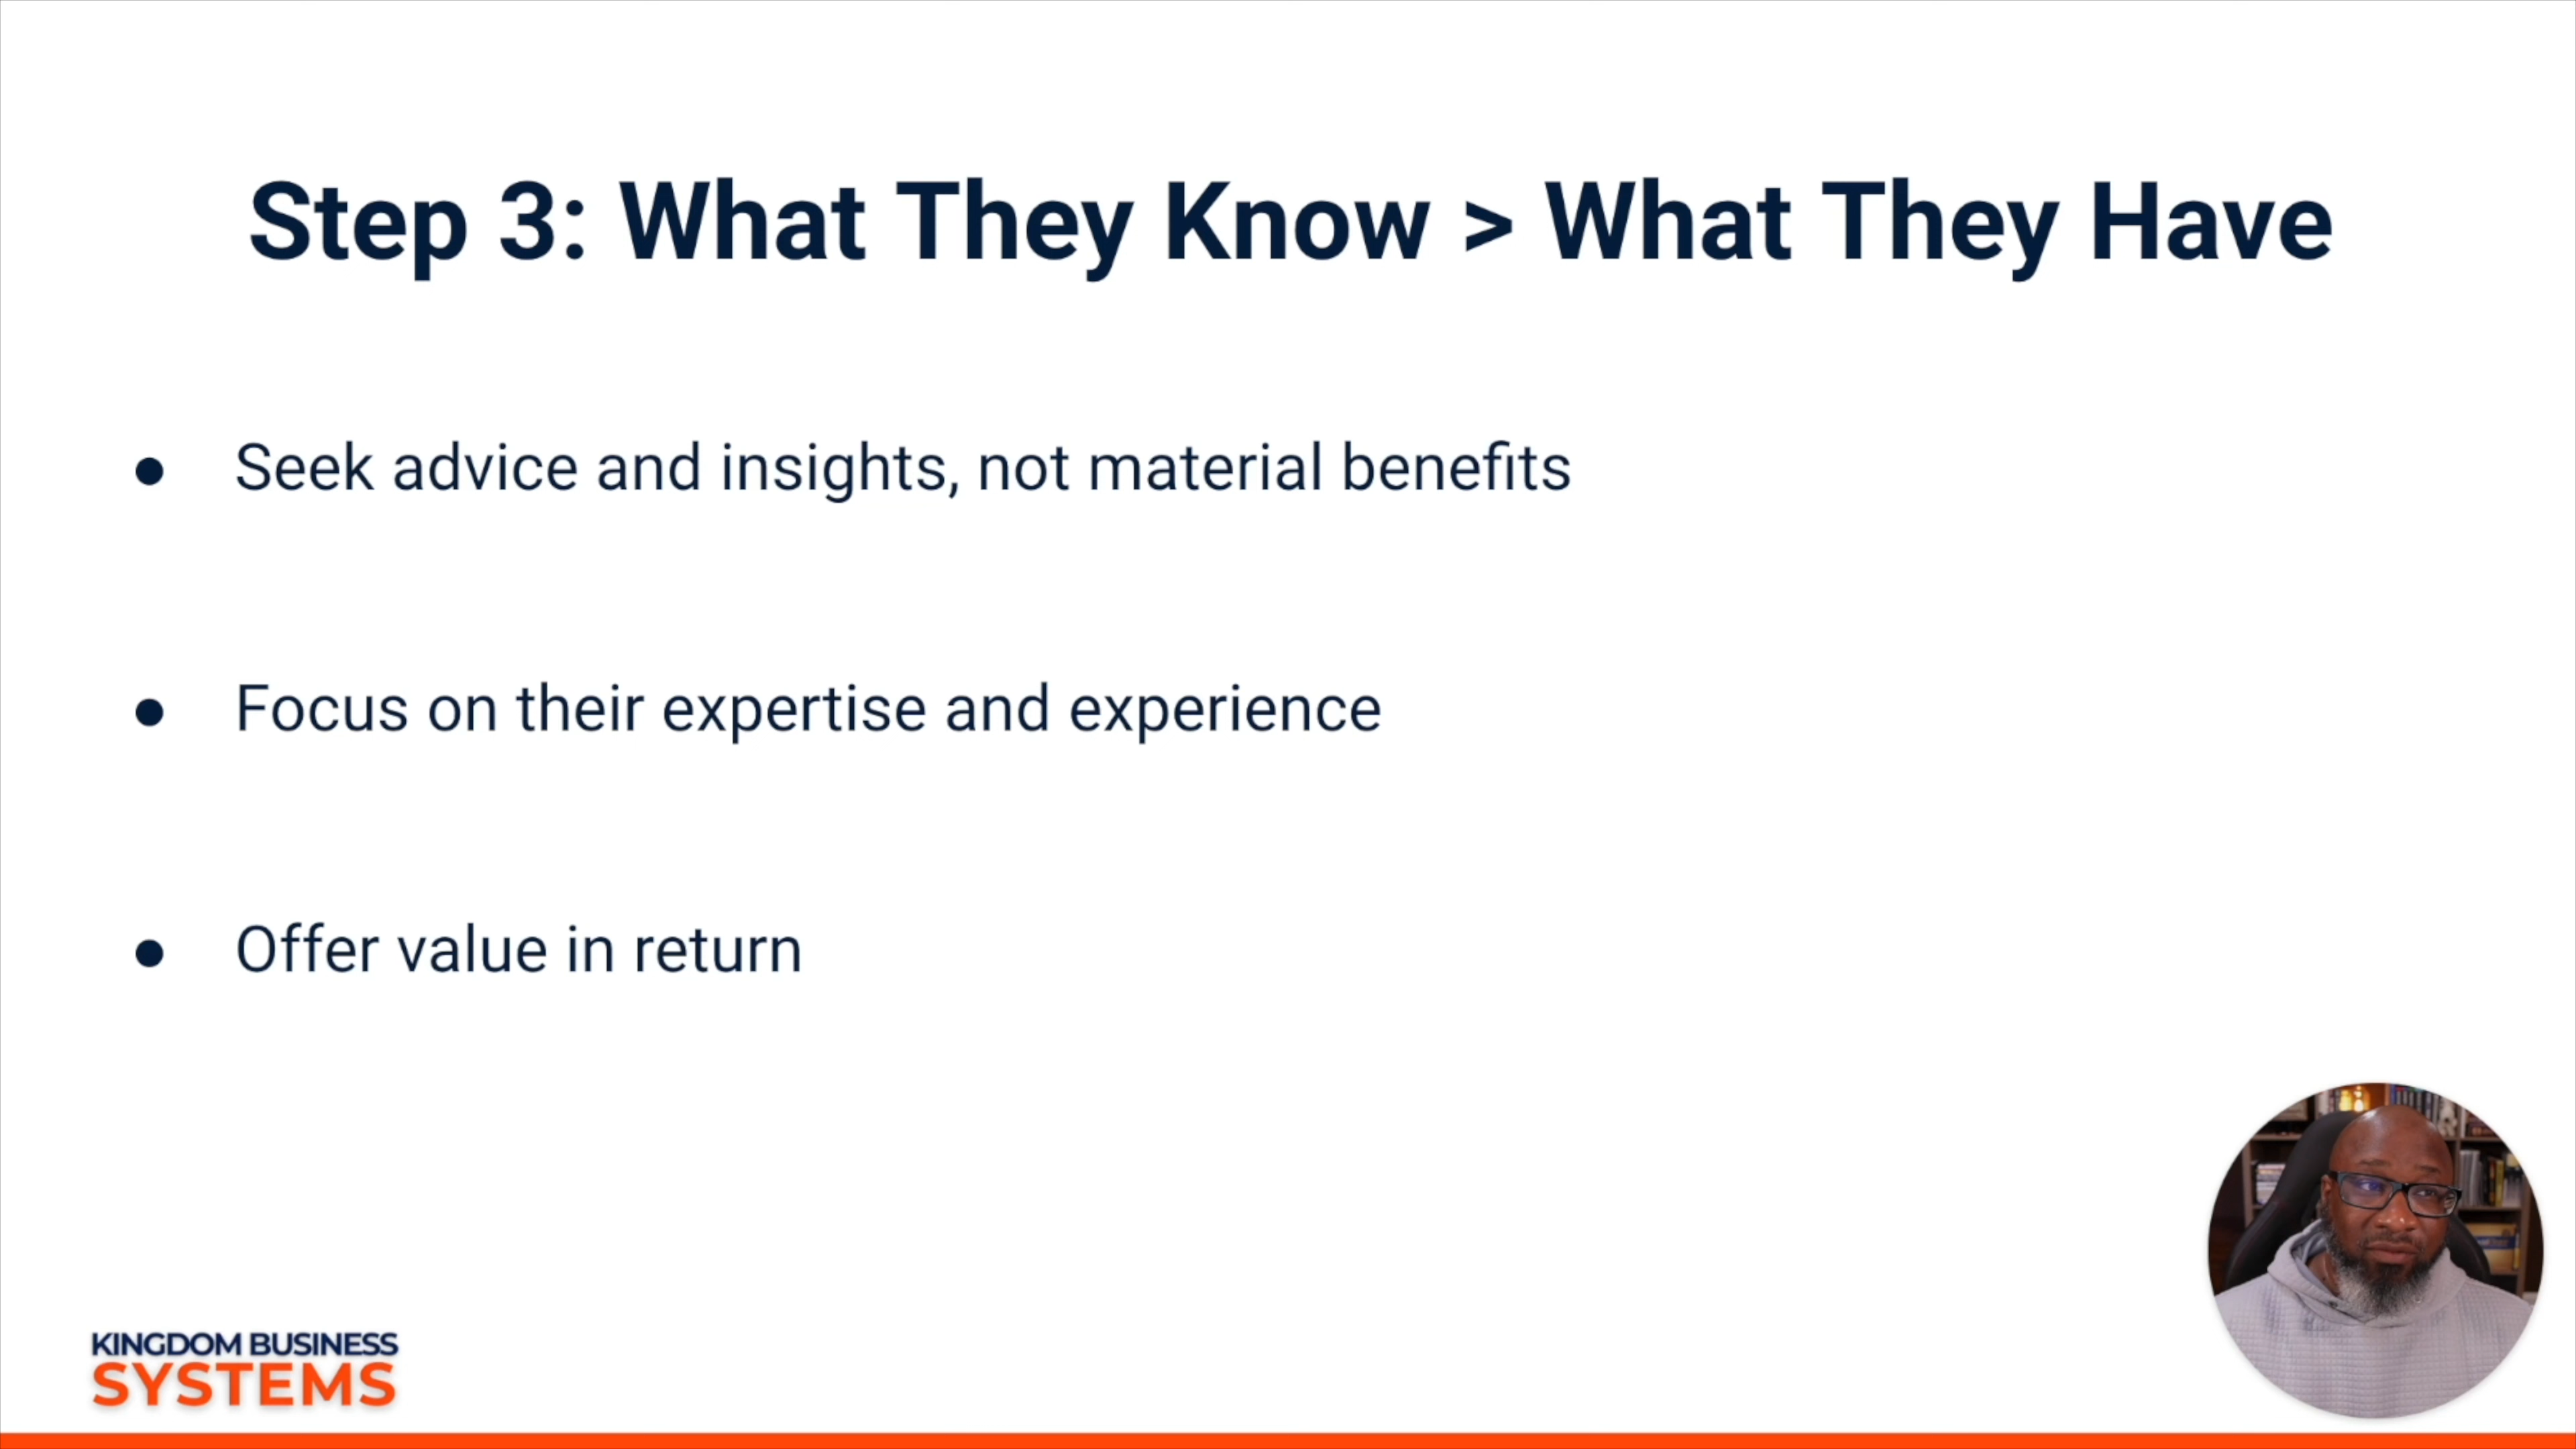 Step 3: What They Know > What They Have
● Seek advice and insights, not material benefits
● Focus on their expertise and experience
● Offer value in return
KINGDOM BUSINESS
SYSTEMS